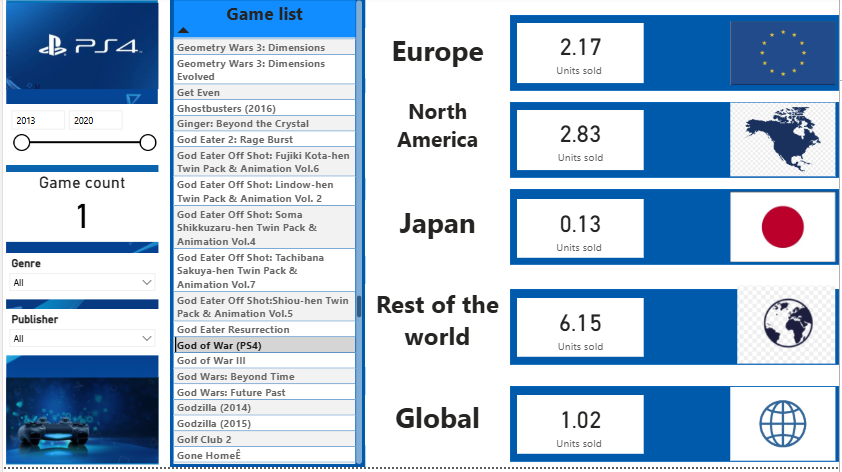 PS4
2013
2020
Game count
1
Genre
All
Publisher
All
Game list
Geometry Wars 3: Dimensions
Geometry Wars 3: Dimensions
Evolved
Get Even
Ghostbusters (2016)
Ginger: Beyond the Crystal
God Eater 2: Rage Burst
God Eater Off Shot: Fujiki Kota-hen
Twin Pack & Animation Vol.6
God Eater Off Shot: Lindow-hen
Twin Pack & Animation Vol. 2
God Eater Off Shot: Soma
Shikkuzaru-hen Twin Pack &
Animation Vol.4
God Eater Off Shot: Tachibana
Sakuya-hen Twin Pack &
Animation Vol.7
God Eater Off Shot:Shiou-hen Twin
Pack & Animation Vol.5
God Eater Resurrection
God of War (PS4)
God of War III
God Wars: Beyond Time
God Wars: Future Past
Godzilla (2014)
Godzilla (2015)
Golf Club 2
Gone HomeÊ
Europe
2.17
Units sold
North
America
2.83
Units sold
Japan
0.13
Units sold
Rest of the
world
6.15
Units sold
Global
1.02
Units sold